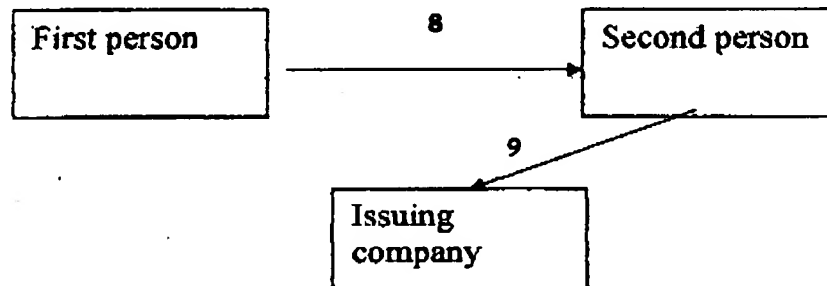 First person
8
Second person
9
Issuing
company